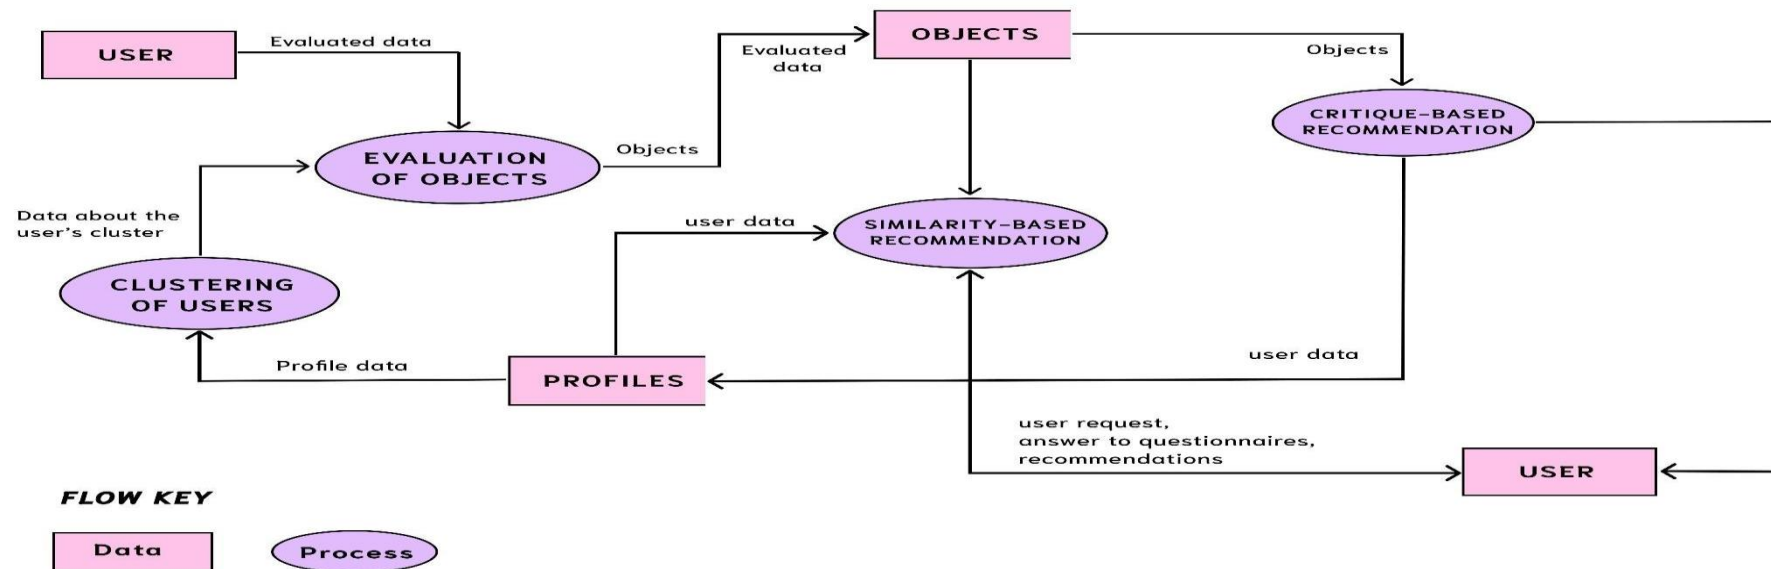 USER
Evaluated data
Evaluated
data
OBJECTS
Objects
CRITIQUE-BASED
RECOMMENDATION
EVALUATION
OF OBJECTS
Objects
Data about the
user's cluster
user data
SIMILARITY-BASED
RECOMMENDATION
CLUSTERING
OF USERS
Profile data
PROFILES
user data
user request,
answer to questionnaires,
recommendations
USER
FLOW KEY
Data
Process